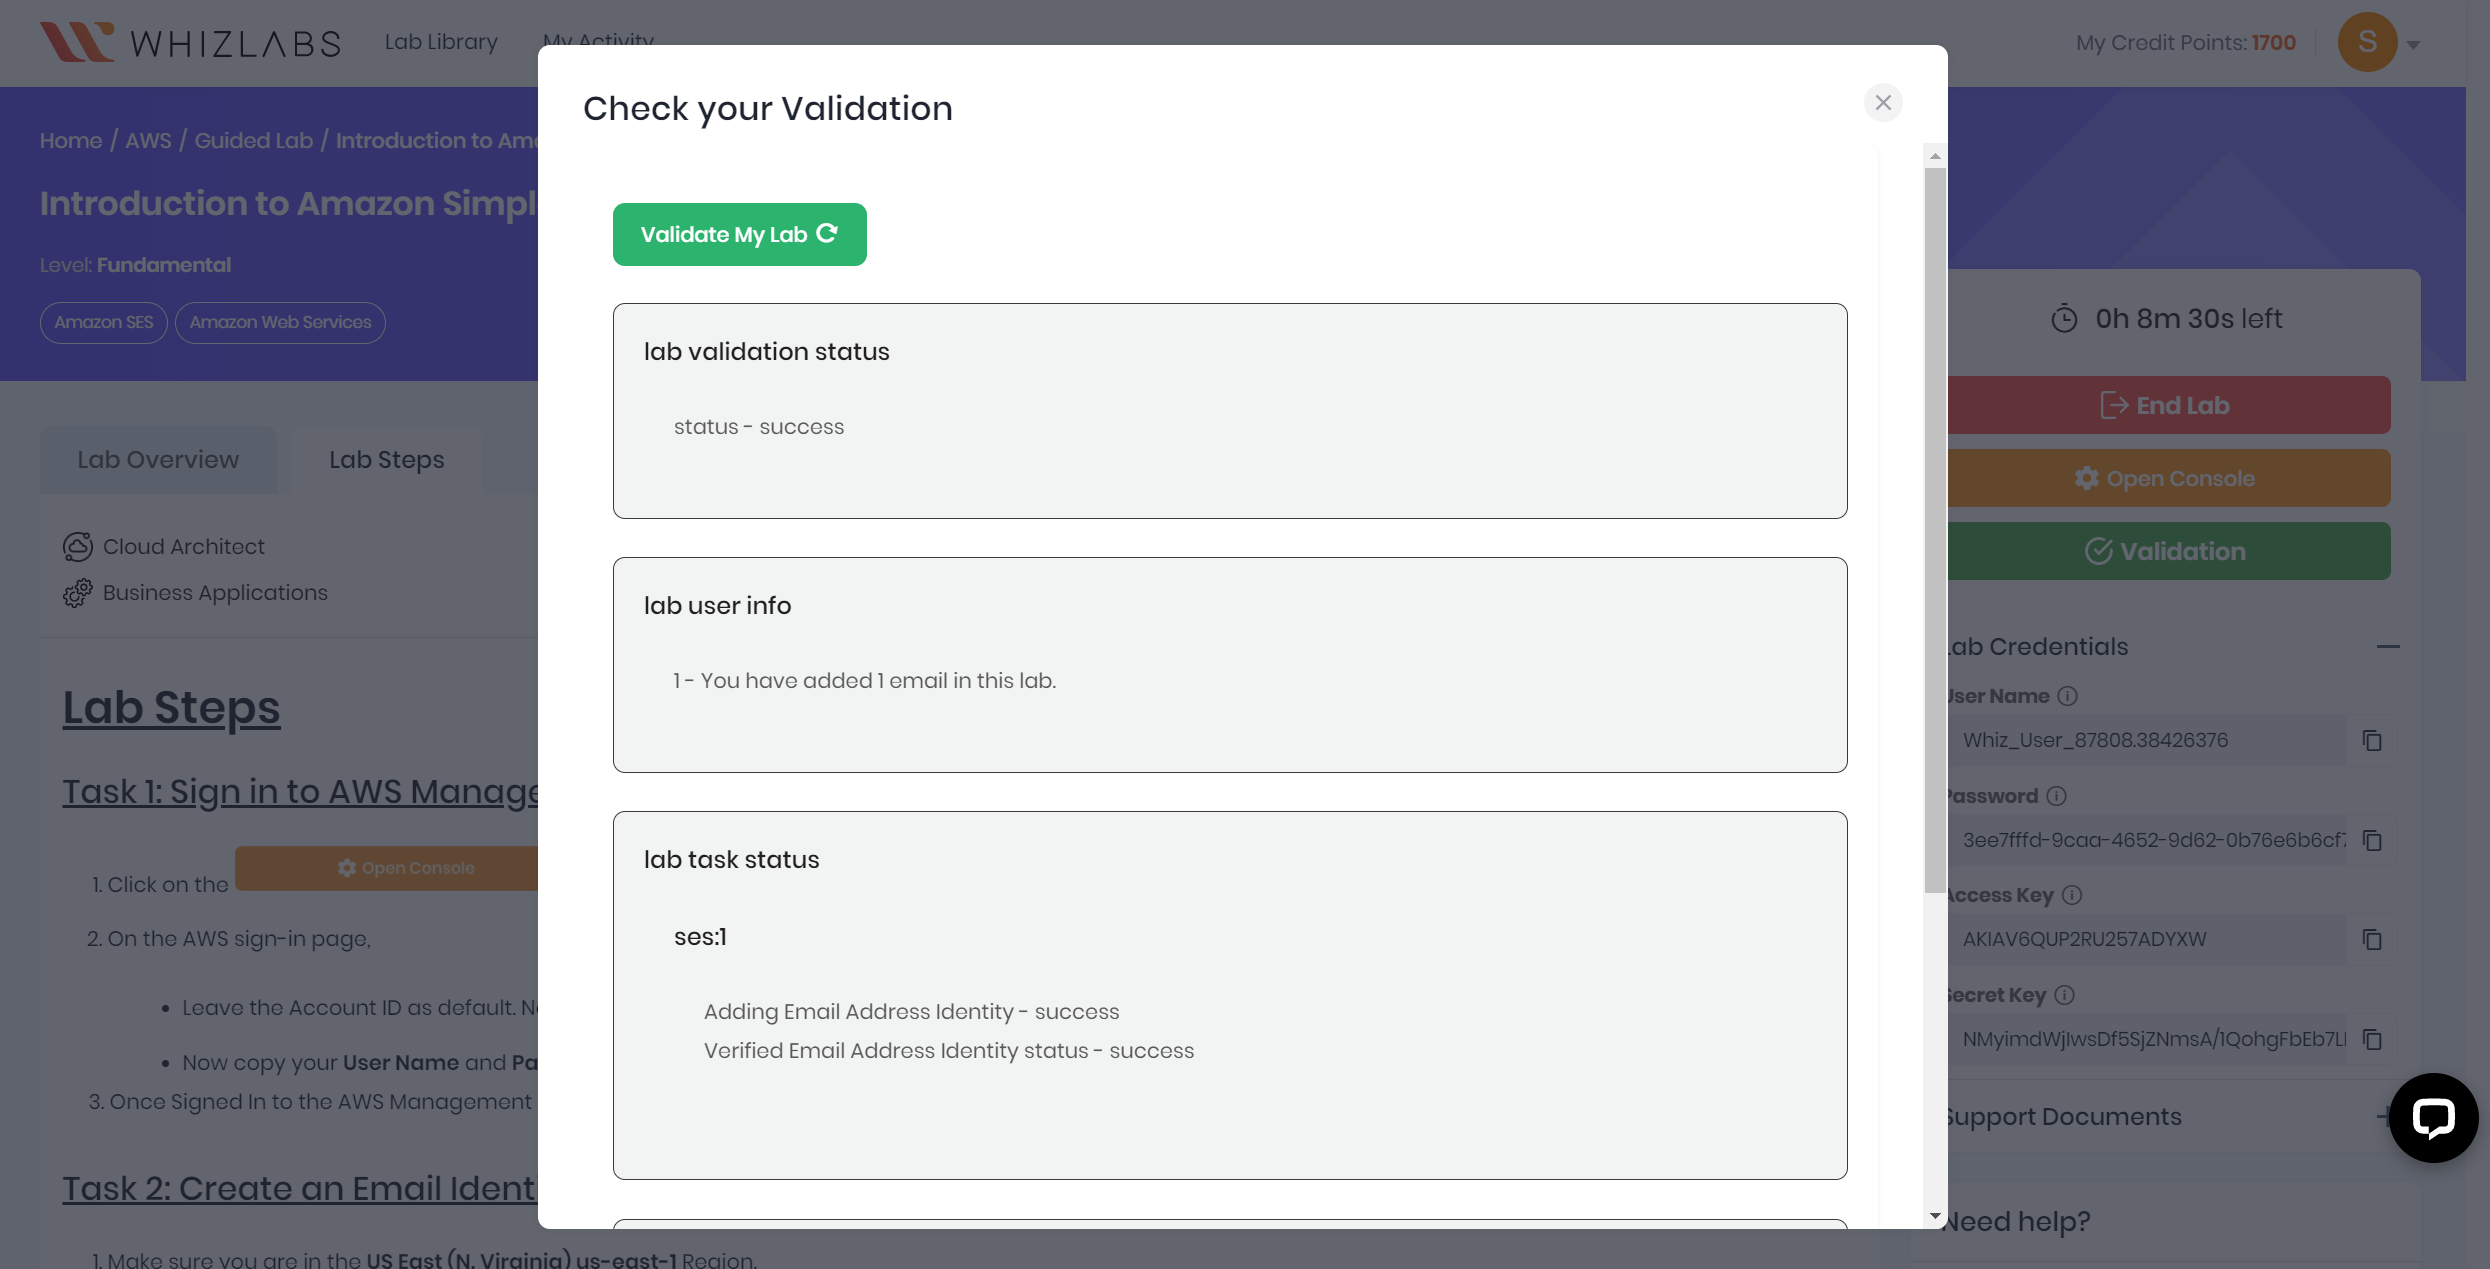 WHIZLABS
Lab Library
My Activity
My Credit Points: 1700
S
Home / AWS / Guided Lab / Introduction to
Introduction to Amazon
Level: Fundamental
Amazon SES
Amazon Web Services
Lab Overview
Lab Steps
Cloud Architect
Business Applications
Lab Steps
Task 1: Sign in to AWS
1. Click on the
Open Console
2. On the AWS sign-in page,
• Leave the Account ID as default.
• Now copy your User Name and
3. Once Signed In to the AWS Management
Task 2: Create an Email
1. Make sure you are in the US East (N. Virginia) us-east-1 Region.
Check your Validation
Validate My Lab
lab validation status
status - success
lab user info
1 - You have added 1 email in this lab.
lab task status
ses:1
Adding Email Address Identity - success
Verified Email Address Identity status - success
0h 8m 30s left
End Lab
Open Console
Validation
Lab Credentials
User Name
Whiz_User_87808.38426376
Password
3ee7fffd-9caa-4652-9d62-0b76e6b6cf7
Access Key
AKIAV6QUP2RU257ADYXW
Secret Key
Support Documents
Need help?